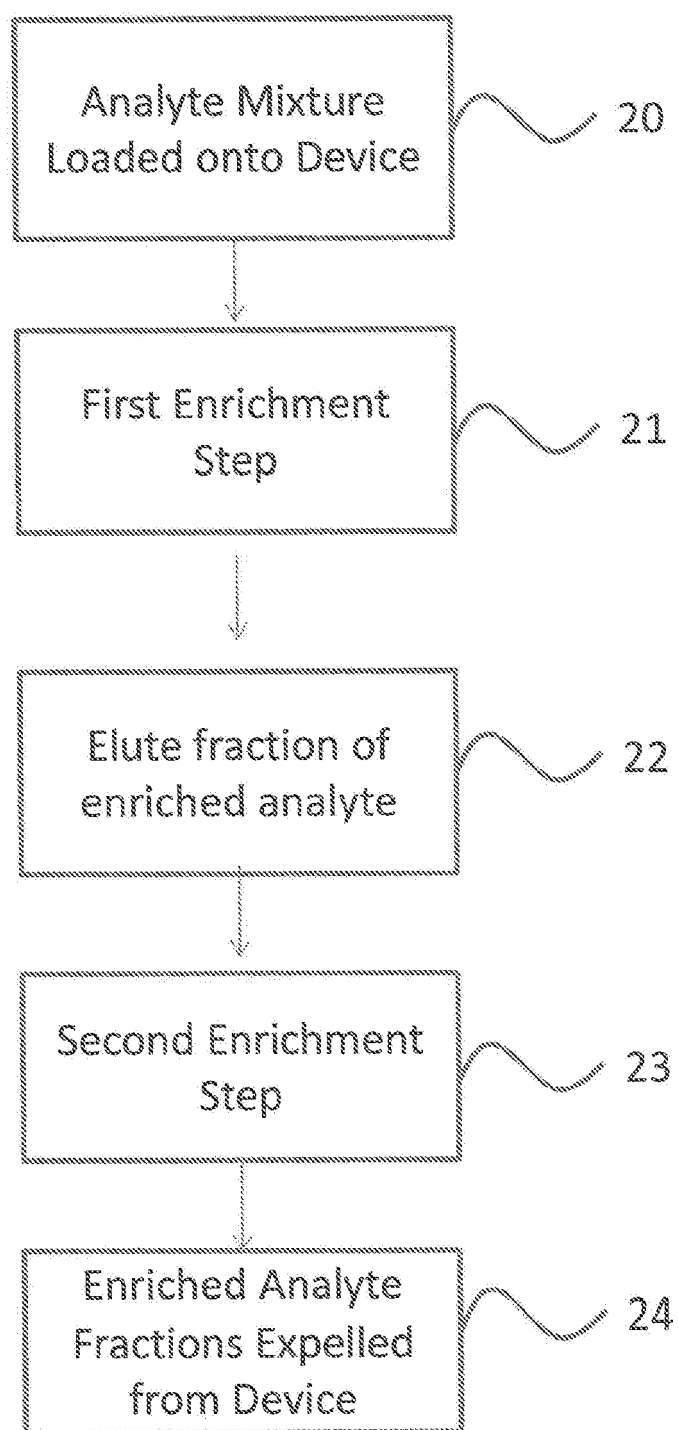 Analyte Mixture
Loaded onto Device
20
First Enrichment
Step
21
Elute fraction of
enriched analyte
22
Second Enrichment
Step
23
Enriched Analyte
Fractions Expelled
from Device
24